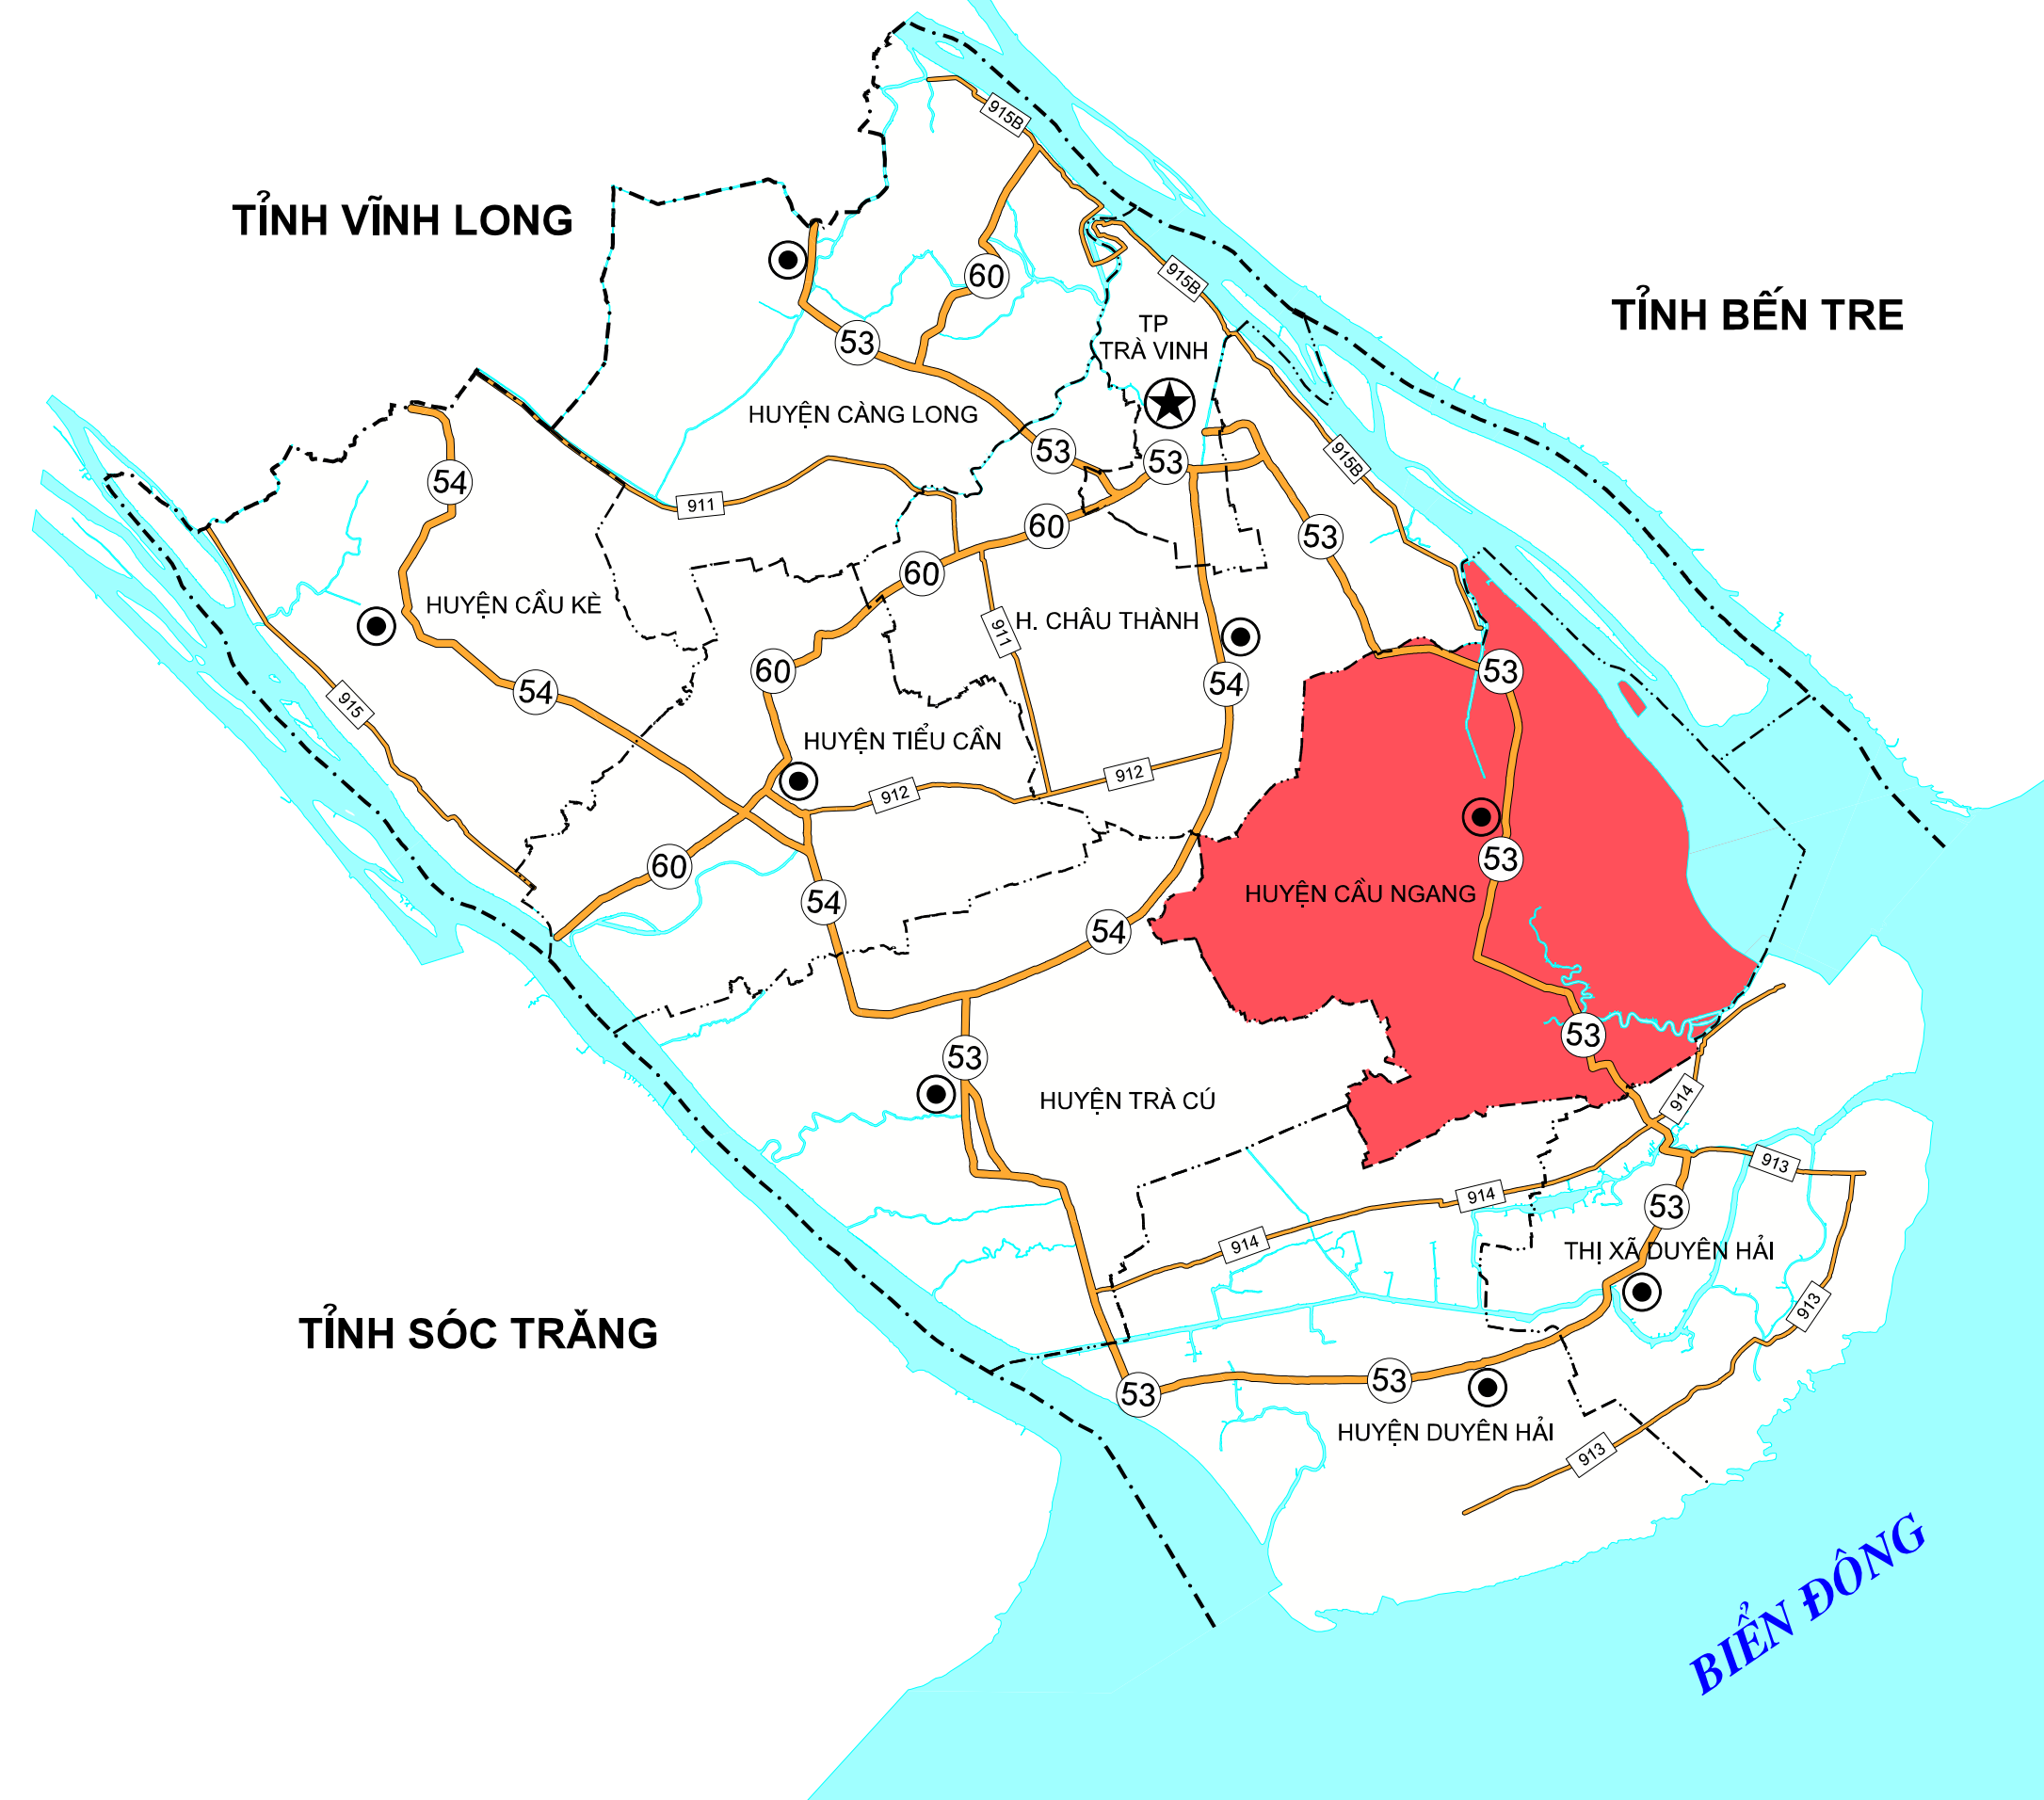 915B
TỈNH VĨNH LONG
60
915B
TỈNH BẾN TRE
53
TP
TRÀ VINH
HUYỆN CÀNG LONG
53
53
915B
54
911
60
53
60
HUYỆN CẦU KÈ
H. CHÂU THÀNH
911
60
53
54
54
915
HUYỆN TIỂU CẦN
912
912
60
53
HUYỆN CẦU NGANG
54
54
53
53
HUYỆN TRÀ CÚ
914
913
914
53
914
THỊ XÃ DUYÊN HẢI
913
TỈNH SÓC TRĂNG
53
53
HUYỆN DUYÊN HẢI
913
BIỂN ĐÔNG